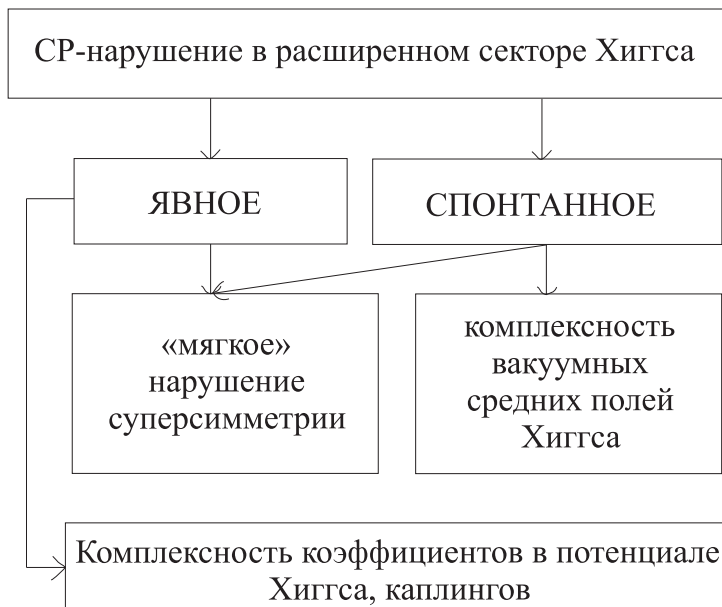 CP-нарушение в расширенном секторе Хиггса
ЯВНОЕ
СПОНТАННОЕ
«мягкое»
нарушение
суперсимметрии
комплексность
вакуумных
средних полей
Хиггса
Комплексность коэффициентов в потенциале
Хиггса, каплингов